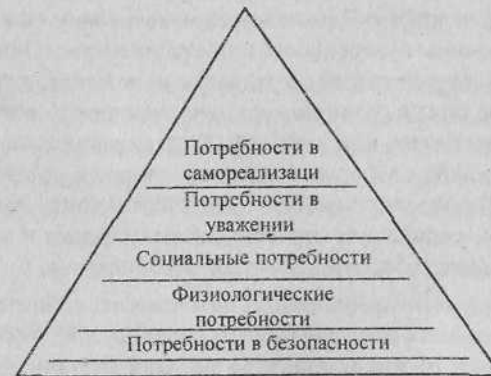 Потребности в
самореализаци
Потребности в
уважении
Социальные потребности
Физиологические
потребности
Потребности в безопасности